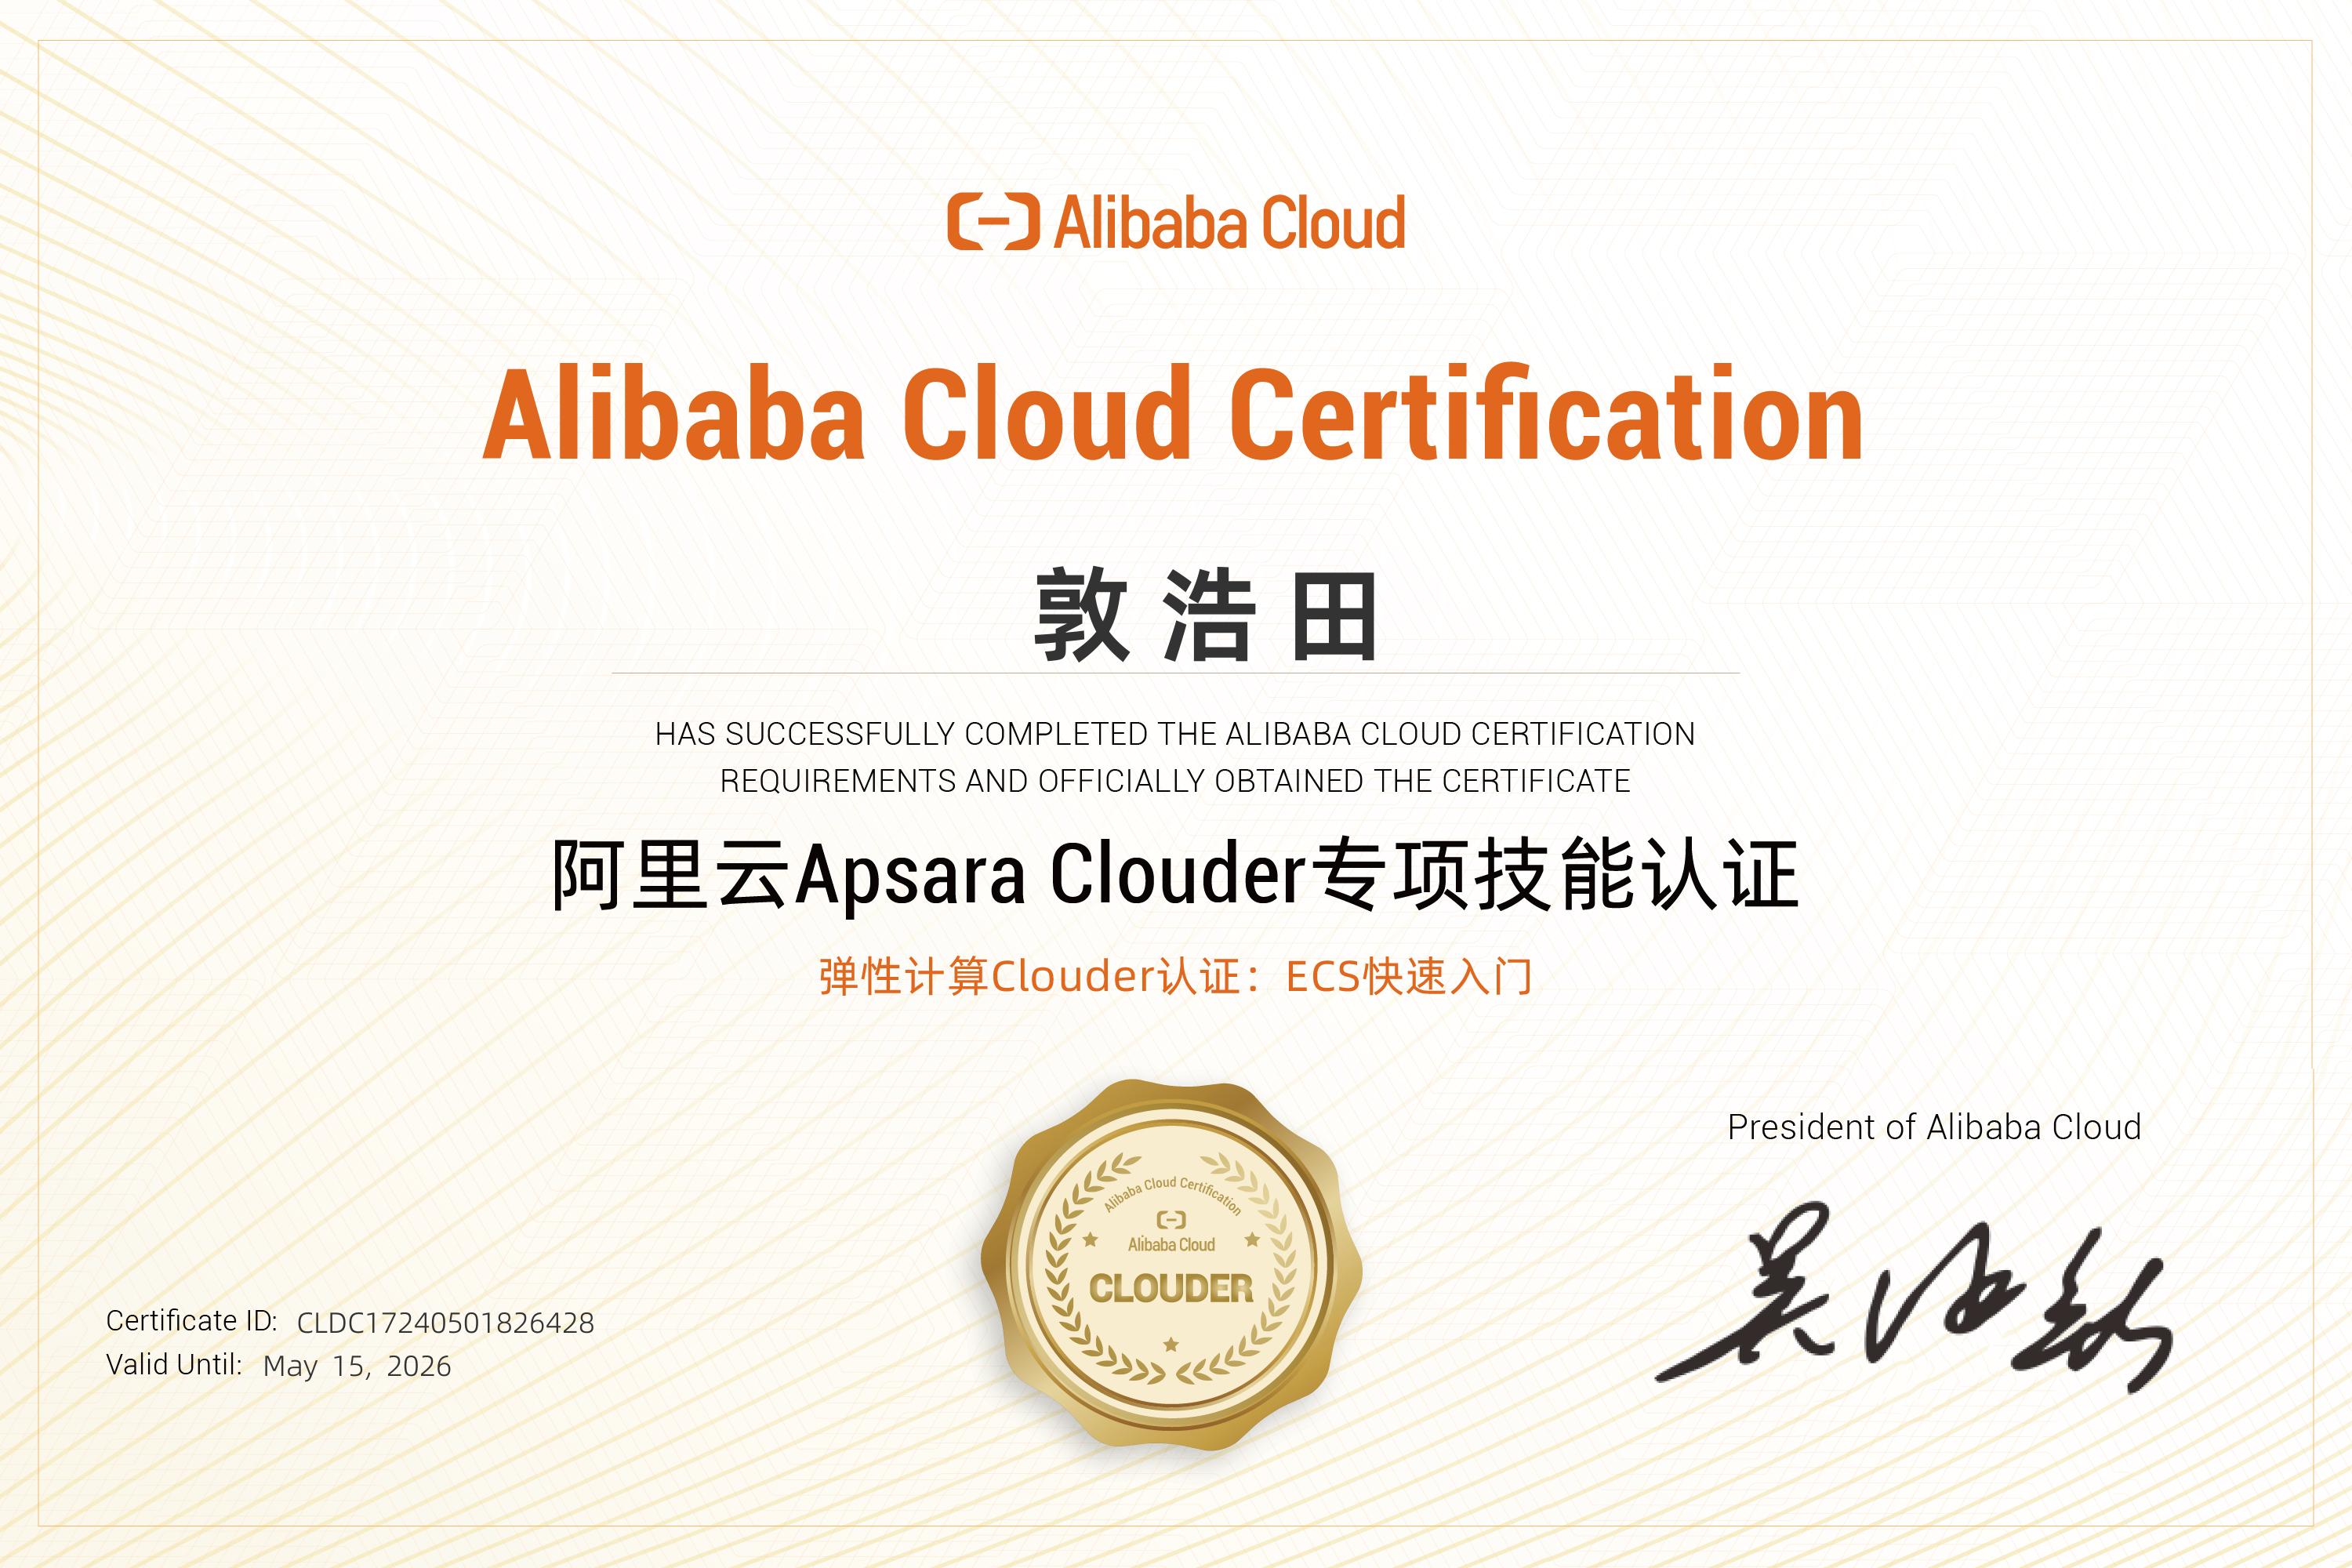 Alibaba Cloud
Alibaba Cloud Certification
敦浩田
HAS SUCCESSFULLY COMPLETED THE ALIBABA CLOUD CERTIFICATION
REQUIREMENTS AND OFFICIALLY OBTAINED THE CERTIFICATE
阿里云Apsara Clouder专项技能认证
弹性计算Clouder认证：ECS快速入门
President of Alibaba Cloud
Alibaba Cloud Certification
Alibaba Cloud
CLOUDER
Certificate ID: CLDC17240501826428
Valid Until: May 15, 2026